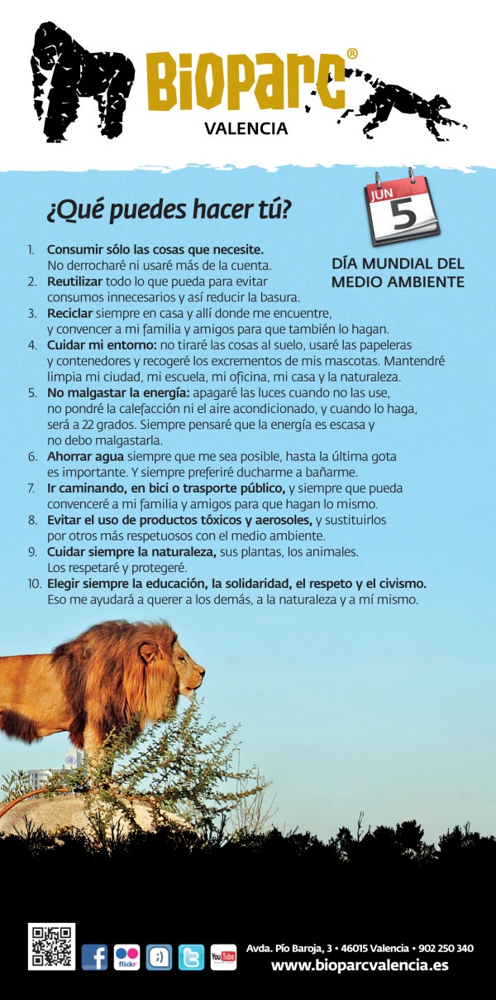 BIOPARC®
VALENCIA
¿Qué puedes hacer tú?
JUN
5
DÍA MUNDIAL DEL
MEDIO AMBIENTE
1. Consumir sólo las cosas que necesite.
No derrocharé ni usaré más de la cuenta.
2. Reutilizar todo lo que pueda para evitar
consumos innecesarios y así reducir la basura.
3. Reciclar siempre en casa y allí donde me encuentre,
y convencer a mi familia y amigos para que también lo hagan.
4. Cuidar mi entorno: no tiraré las cosas al suelo, usaré las papeleras
y contenedores y recogeré los excrementos de mis mascotas. Mantendré
limpia mi ciudad, mi escuela, mi oficina, mi casa y la naturaleza.
5. No malgastar la energía: apagaré las luces cuando no las use,
no pondré la calefacción ni el aire acondicionado, y cuando lo haga,
será a 22 grados. Siempre pensaré que la energía es escasa y
no debo malgastarla.
6. Ahorrar agua siempre que me sea posible, hasta la última gota
es importante. Y siempre preferiré ducharme a bañarme.
7. Ir caminando, en bici o trasporte público, y siempre que pueda
convenceré a mi familia y amigos para que hagan lo mismo.
8. Evitar el uso de productos tóxicos y aerosoles, y sustituirlos
por otros más respetuosos con el medio ambiente.
9. Cuidar siempre la naturaleza, sus plantas, los animales.
Los respetaré y protegeré.
10. Elegir siempre la educación, la solidaridad, el respeto y el civismo.
Eso me ayudará a querer a los demás, a la naturaleza y a mí mismo.
f
flickr
;)
t
You Tube
Avda. Pío Baroja, 3 • 46015 Valencia • 902 250 340
www.bioparcvalencia.es